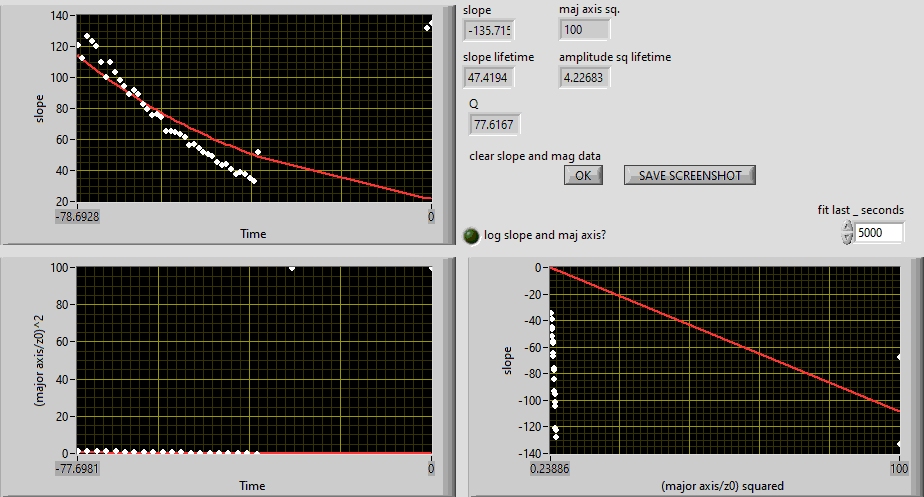 slope
-135.715
maj axis sq.
100
slope lifetime
47.4194
amplitude sq lifetime
4.22683
Q
77.6167
clear slope and mag data
OK
SAVE SCREENSHOT
fit last _ seconds
5000
log slope and maj axis?
slope
140
120
100
80
60
40
20
-78.6928
0
Time
(major axis/z0)^2
100
80
60
40
20
0
-77.6981
0
Time
slope
0
-20
-40
-60
-80
-100
-120
-140
0.23886
100
(major axis/z0) squared